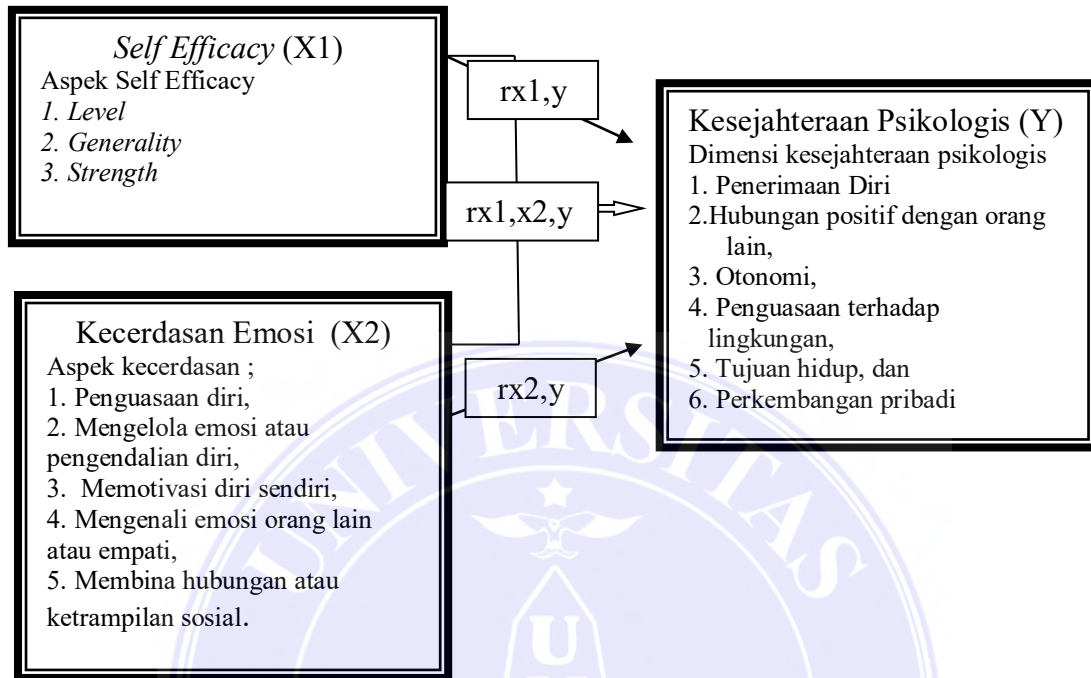 Self Efficacy (X1)
Aspek Self Efficacy
1. Level
2. Generality
3. Strength
rx1,y
rx1,x2,y
rx2,y
Kecerdasan Emosi (X2)
Aspek kecerdasan ;
1. Penguasaan diri,
2. Mengelola emosi atau
pengendalian diri,
3. Memotivasi diri sendiri,
4. Mengenali emosi orang lain
atau empati,
5. Membina hubungan atau
ketrampilan sosial.
Kesejahteraan Psikologis (Y)
Dimensi kesejahteraan psikologis
1. Penerimaan Diri
2.Hubungan positif dengan orang
lain,
3. Otonomi,
4. Penguasaan terhadap
lingkungan,
5. Tujuan hidup, dan
6. Perkembangan pribadi
UNIVERSITAS
U